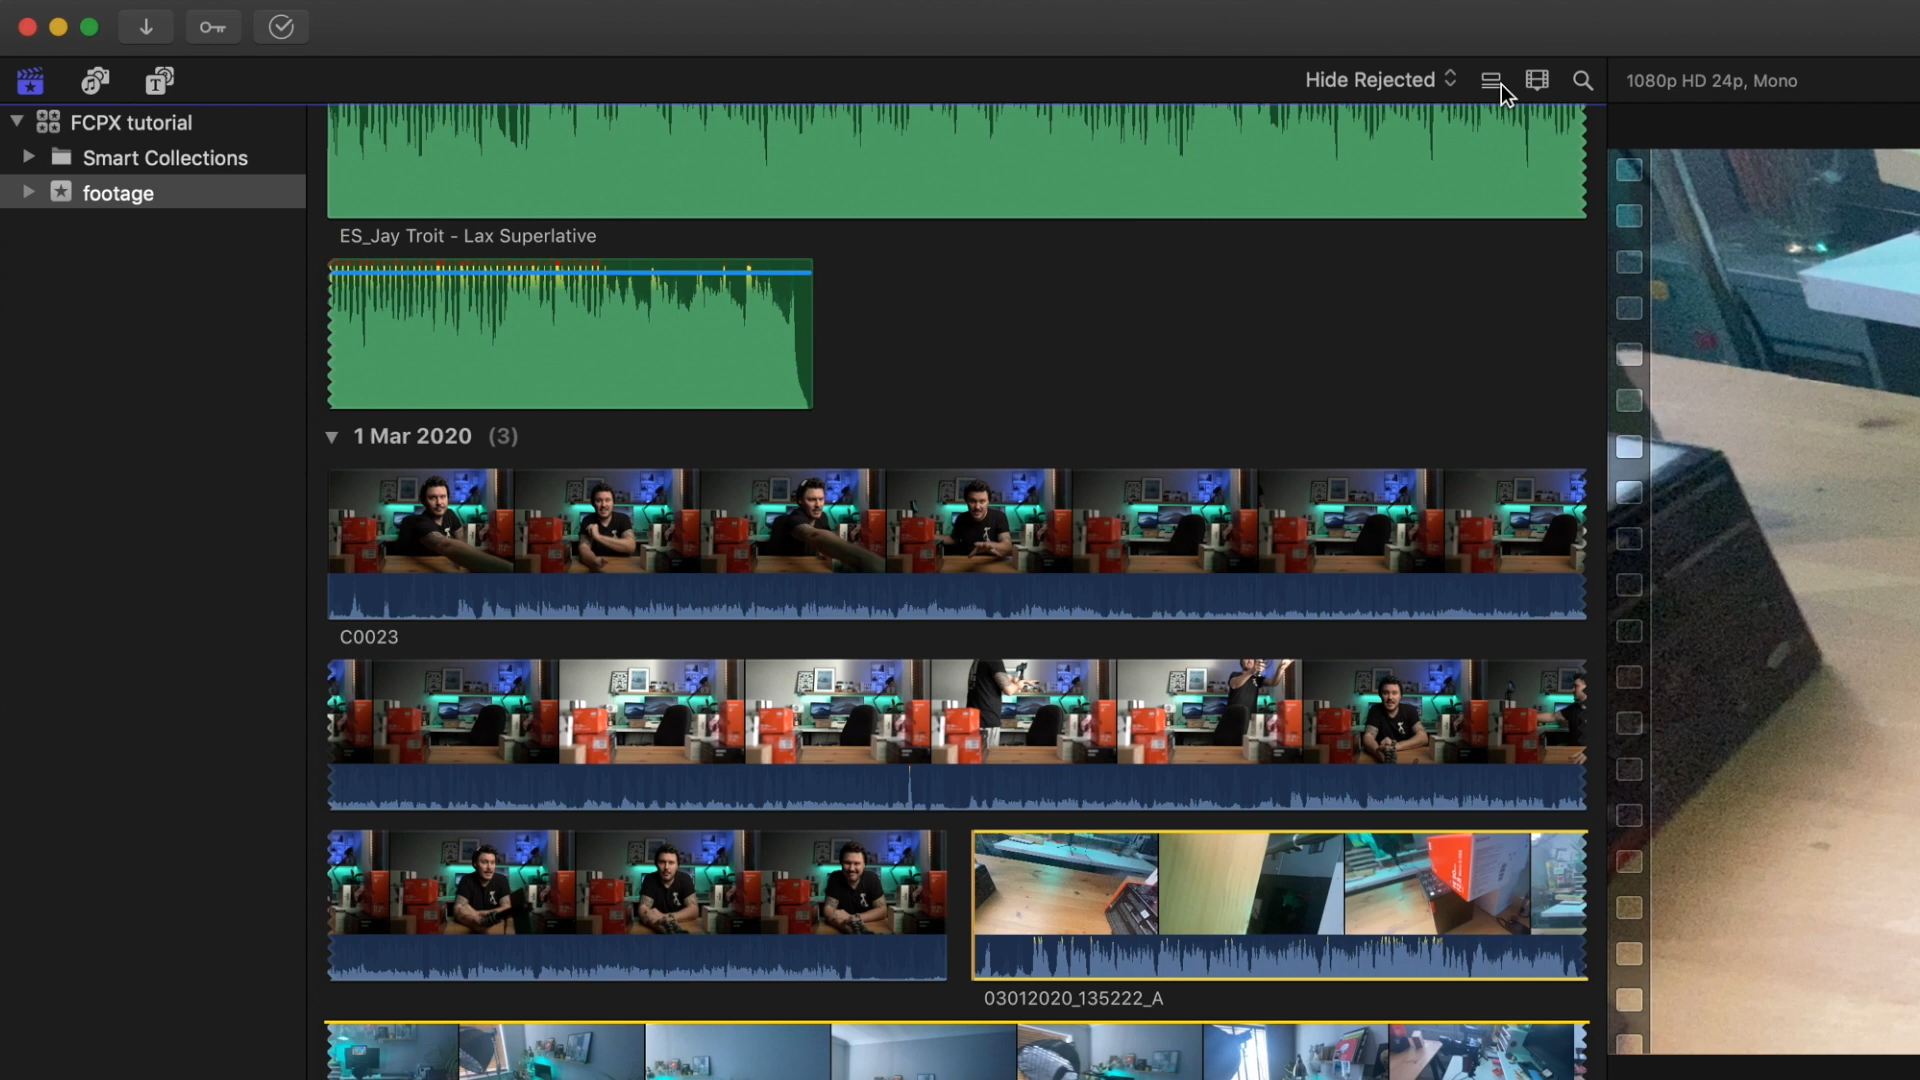 Hide Rejected
1080p HD 24p, Mono
FCPX tutorial
Smart Collections
footage
ES_Jay Troit - Lax Superlative
1 Mar 2020 (3)
C0023
03012020_135222_A